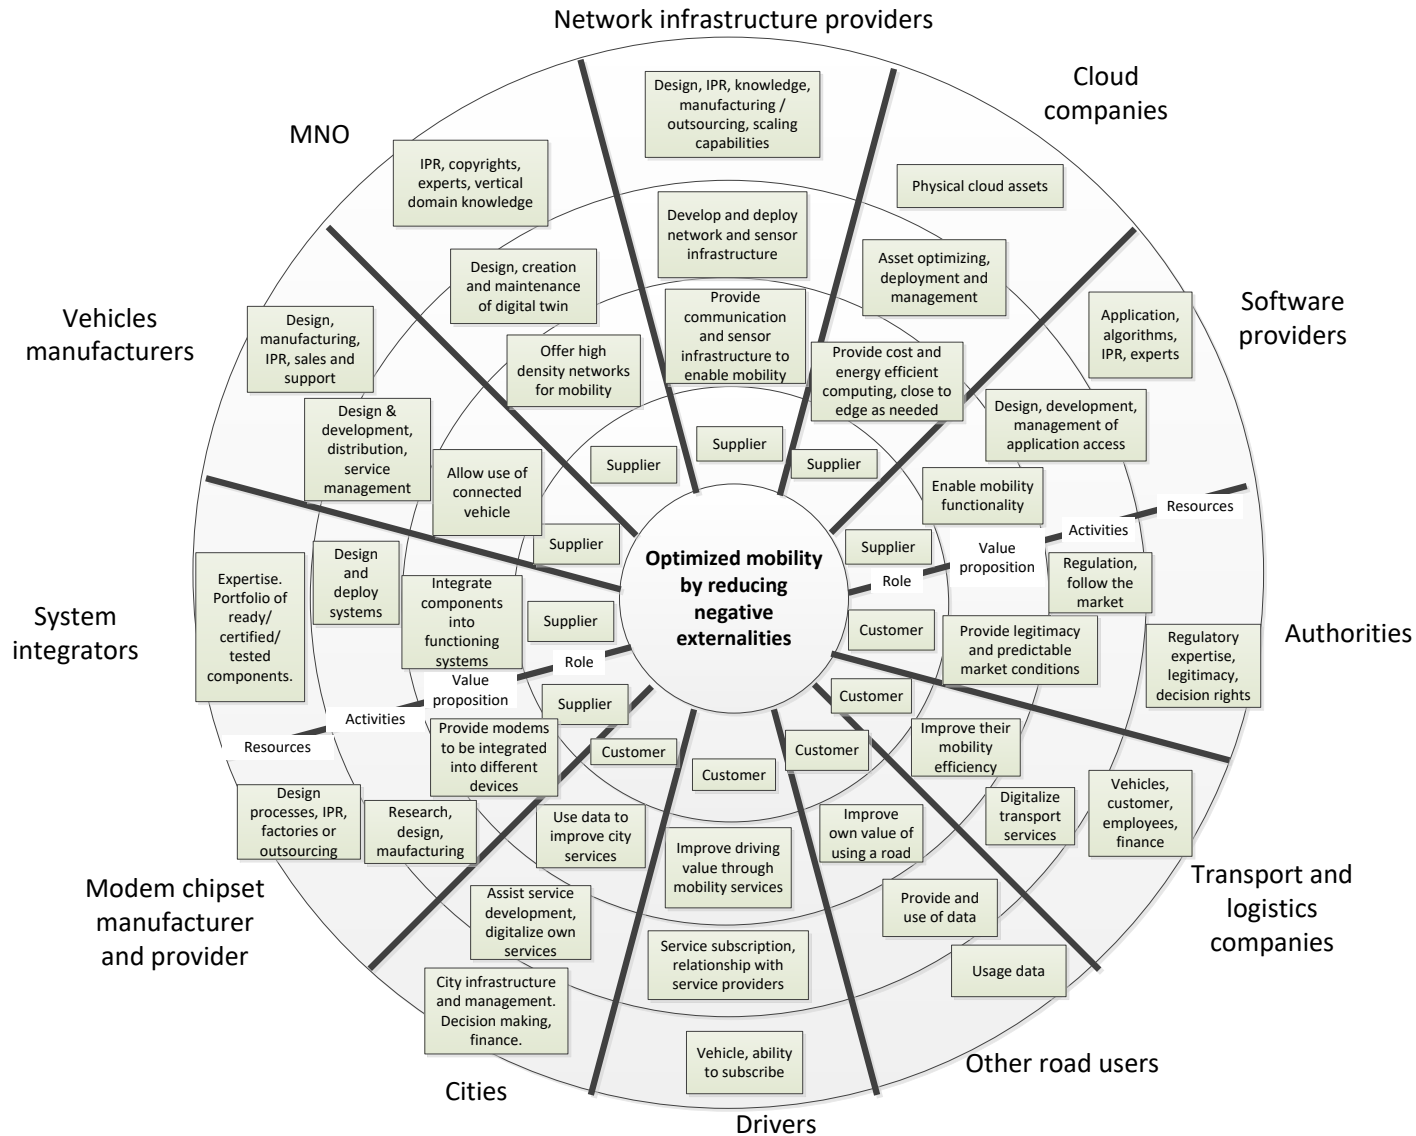 Network infrastructure providers
Design, IPR, knowledge,
manufacturing /
outsourcing, scaling
capabilities
Develop and deploy
network and sensor
infrastructure
Provide
communication
and sensor
infrastructure to
enable mobility
Supplier
Cloud
companies
Physical cloud assets
Asset optimizing,
deployment and
management
Provide cost and
energy efficient
computing, close to
edge as needed
Supplier
Software
providers
Application,
algorithms,
IPR, experts
Design, development,
management of
application access
Enable mobility
functionality
Supplier
Resources
Activities
Value
proposition
Role
Authorities
Regulatory
expertise,
legitimacy,
decision rights
Regulation,
follow the
market
Provide legitimacy
and predictable
market conditions
Customer
Transport and
logistics
companies
Vehicles,
customer,
employees,
finance
Digitalize
transport
services
Improve their
mobility
efficiency
Customer
Other road users
Usage data
Provide and
use of data
Improve
own value of
using a road
Customer
Drivers
Vehicle, ability
to subscribe
Service subscription,
relationship with
service providers
Improve driving
value through
mobility services
Customer
Cities
City infrastructure
and management.
Decision making,
finance.
Assist service
development,
digitalize own
services
Use data to
improve city
services
Customer
Modem chipset
manufacturer
and provider
Design
processes, IPR,
factories or
outsourcing
Research,
design,
maufacturing
Provide modems
to be integrated
into different
devices
Supplier
Resources
Activities
Value
proposition
Role
System
integrators
Expertise.
Portfolio of
ready/
certified/
tested
components.
Design
and
deploy
systems
Integrate
components
into
functioning
systems
Supplier
Vehicles
manufacturers
Design,
manufacturing,
IPR, sales and
support
Design &
development,
distribution,
service
management
Allow use of
connected
vehicle
Supplier
MNO
IPR, copyrights,
experts, vertical
domain knowledge
Design, creation
and maintenance
of digital twin
Offer high
density networks
for mobility
Supplier
Optimized mobility
by reducing
negative
externalities